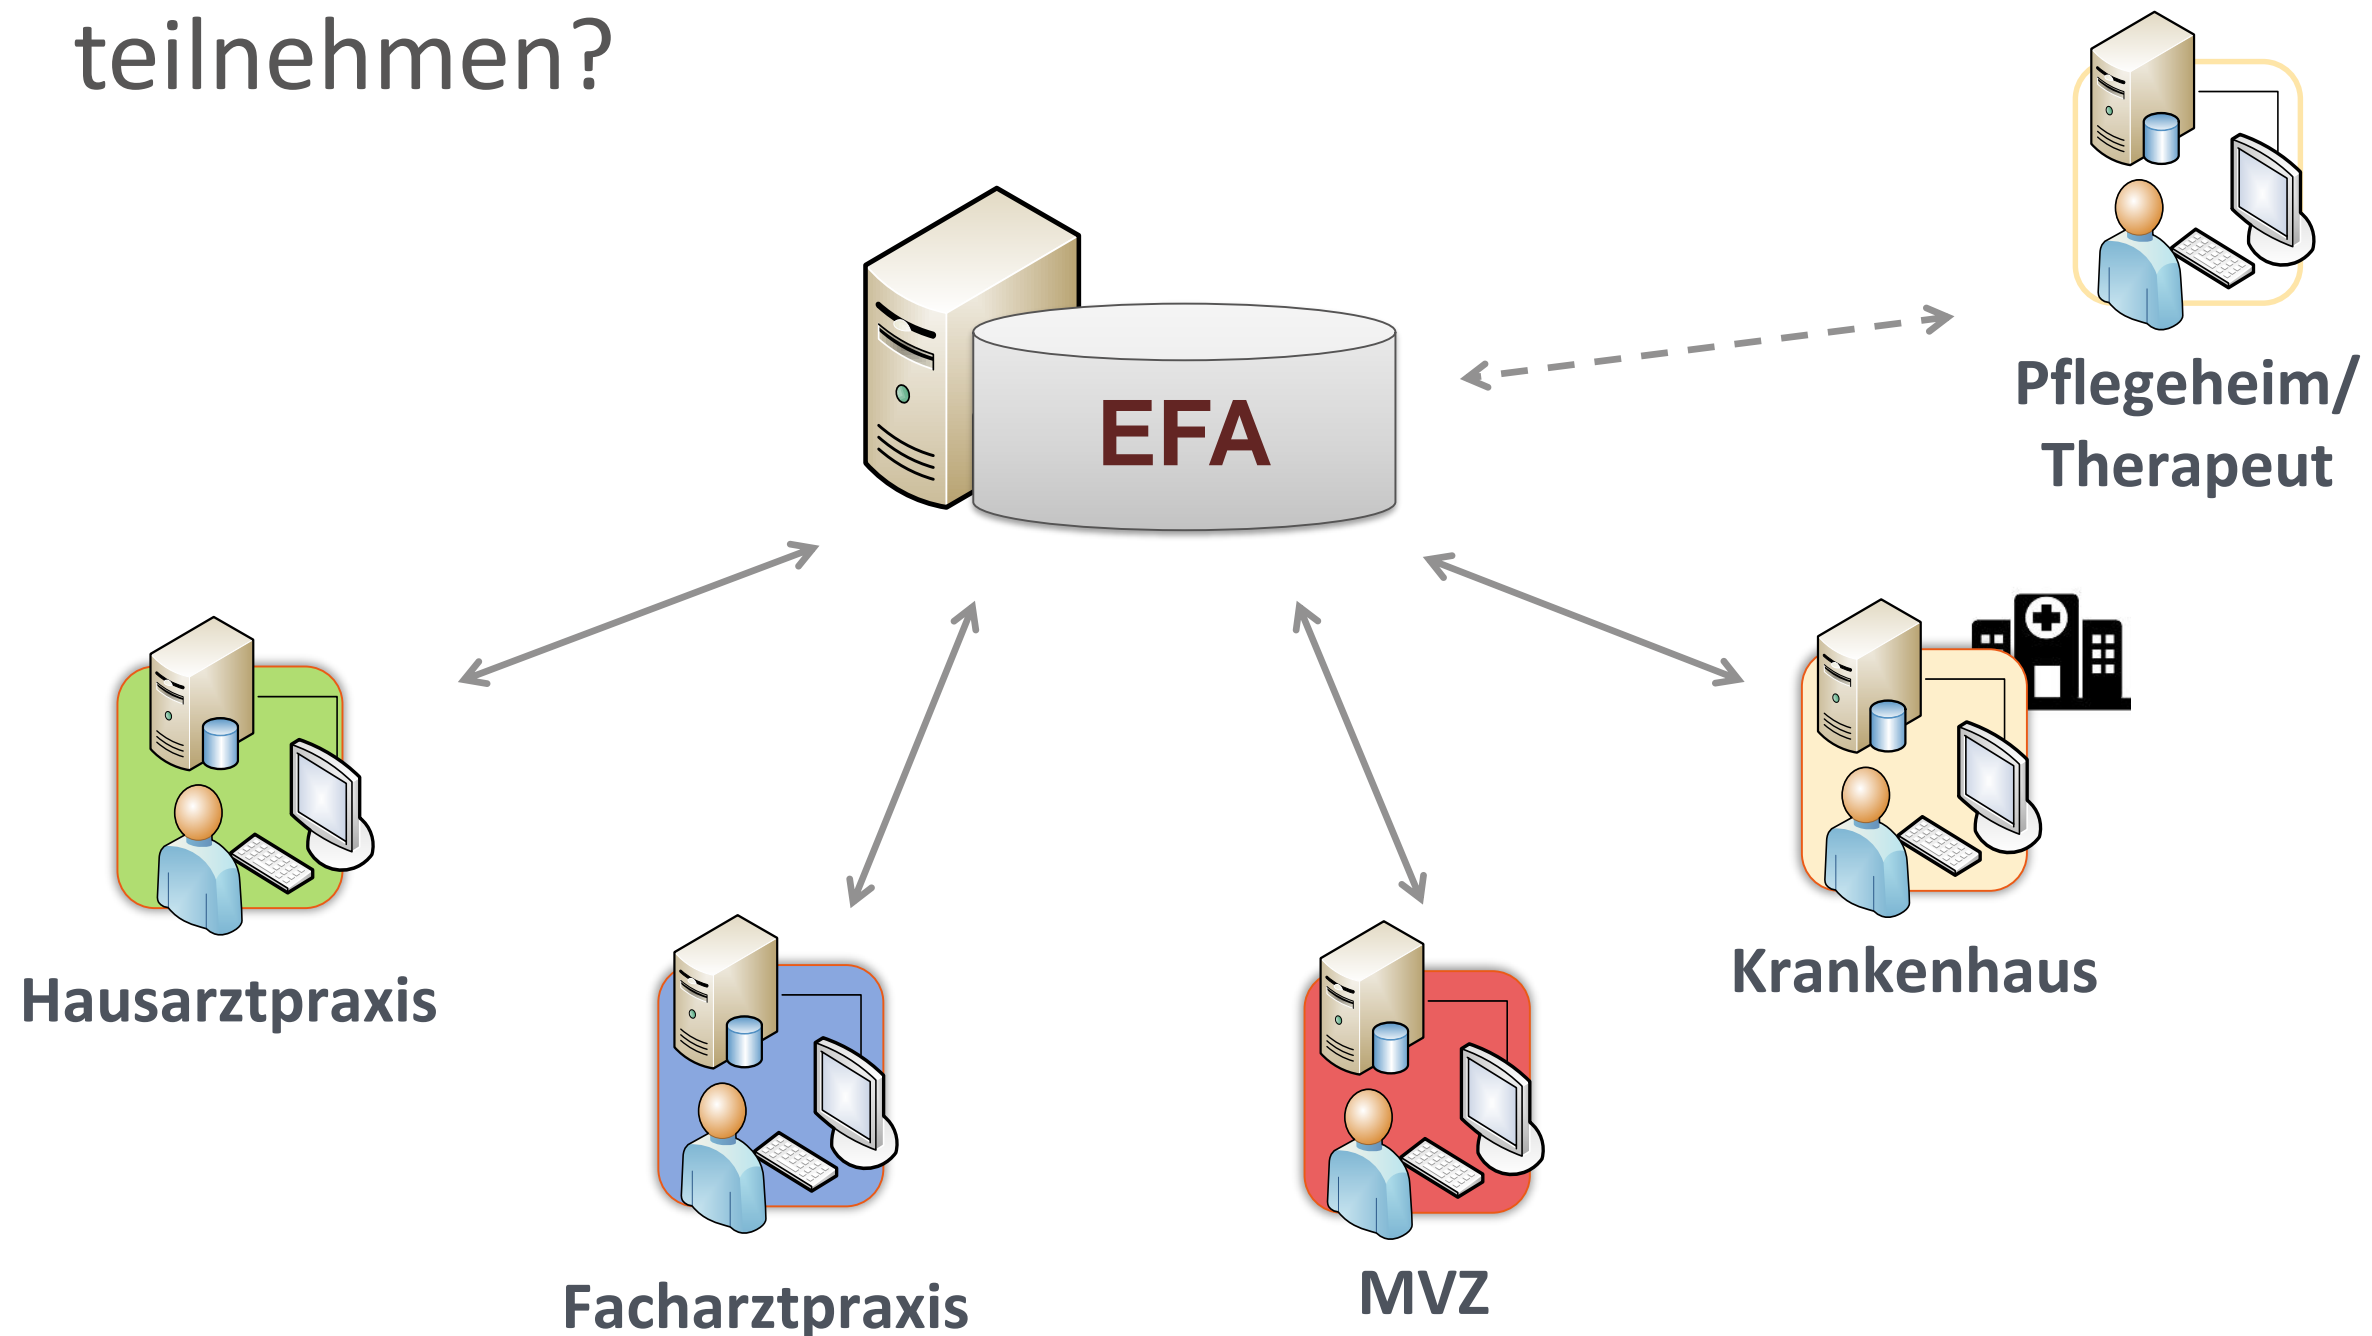 teilnehmen?
EFA
Pflegeheim/
Therapeut
Hausarztpraxis
Facharztpraxis
MVZ
Krankenhaus